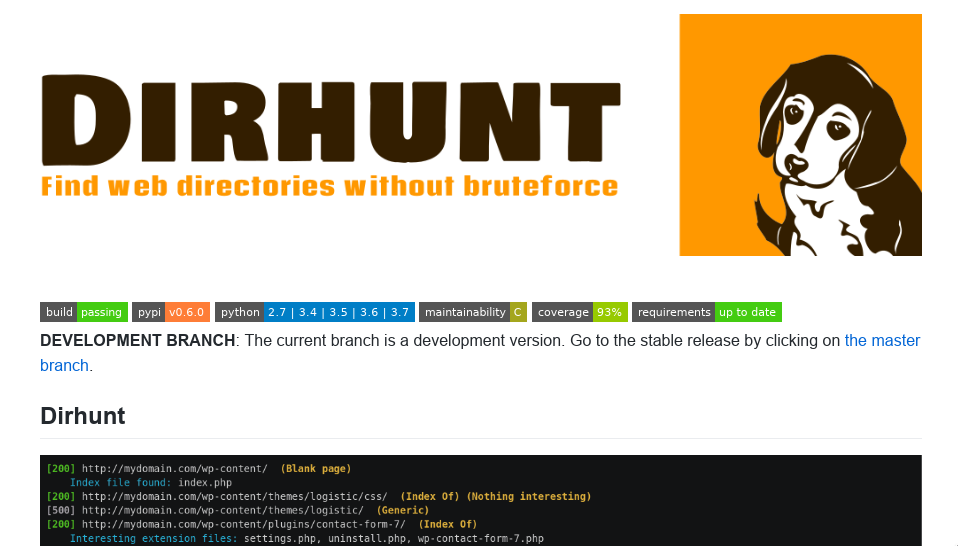 DIRHUNT
Find web directories without bruteforce
build passing pypi v0.6.0 python 2.7 | 3.4 | 3.5 | 3.6 | 3.7 maintainability C coverage 93% requirements up to date
DEVELOPMENT BRANCH: The current branch is a development version. Go to the stable release by clicking on the master
branch.
Dirhunt
[200] http://mydomain.com/wp-content/ (Blank page)
Index file found: index.php
[200] http://mydomain.com/wp-content/themes/logistic/css/ (Index Of) (Nothing interesting)
[500] http://mydomain.com/wp-content/themes/logistic/ (Generic)
[200] http://mydomain.com/wp-content/plugins/contact-form-7/ (Index Of)
Interesting extension files: settings.php, uninstall.php, wp-contact-form-7.php